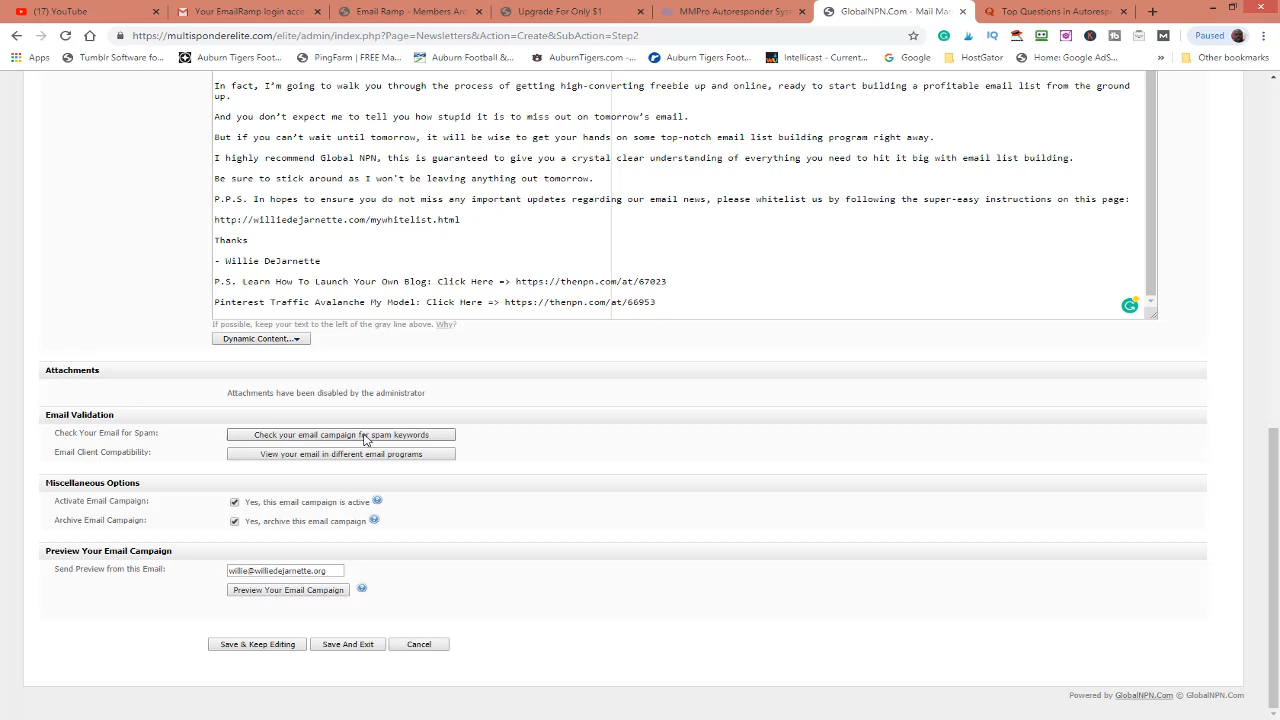 YouTube
Your EmailRamp login acce
Email Ramp - Members Are
Upgrade For Only $1
MMPro-Autoresponder Syst
GlobalNPN.Com - Mail Mar
Top Questions in Autorespo
https://multisponderelite.com/elite/admin/index.php?Page=Newsletters&Action=Create&SubAction=Step2
Paused
Apps
Tumblr Software fo...
Auburn Tigers Foot...
PingFarm | FREE Ma...
Auburn Football &...
AuburnTigers.com -...
Auburn Tigers Foot...
Intellicast - Current...
Google
HostGator
Home: Google AdS...
»
Other bookmarks
In fact, I'm going to walk you through the process of getting high-converting freebie up and online, ready to start building a profitable email list from the ground
up.
And you don't expect me to tell you how stupid it is to miss out on tomorrow's email.
But if you can't wait until tomorrow, it will be wise to get your hands on some top-notch email list building program right away.
I highly recommend Global NPN, this is guaranteed to give you a crystal clear understanding of everything you need to hit it big with email list building.
Be sure to stick around as I won't be leaving anything out tomorrow.
P.P.S. In hopes to ensure you do not miss any important updates regarding our email news, please whitelist us by following the super-easy instructions on this page:
http://williedejarnette.com/mywhitelist.html
Thanks
- Willie DeJarnette
P.S. Learn How To Launch Your Own Blog: Click Here => https://thenpn.com/at/67023
Pinterest Traffic Avalanche My Model: Click Here => https://thenpn.com/at/66953
If possible, keep your text to the left of the gray line above. Why?
Dynamic Content...
Attachments
Attachments have been disabled by the administrator
Email Validation
Check Your Email for Spam:
Check your email campaign for spam keywords
Email Client Compatibility:
View your email in different email programs
Miscellaneous Options
Activate Email Campaign:
Yes, this email campaign is active
Archive Email Campaign:
Yes, archive this email campaign
Preview Your Email Campaign
Send Preview from this Email:
willie@williedejarnette.org
Preview Your Email Campaign
Save & Keep Editing
Save And Exit
Cancel
Powered by GlobalNPN.Com © GlobalNPN.Com